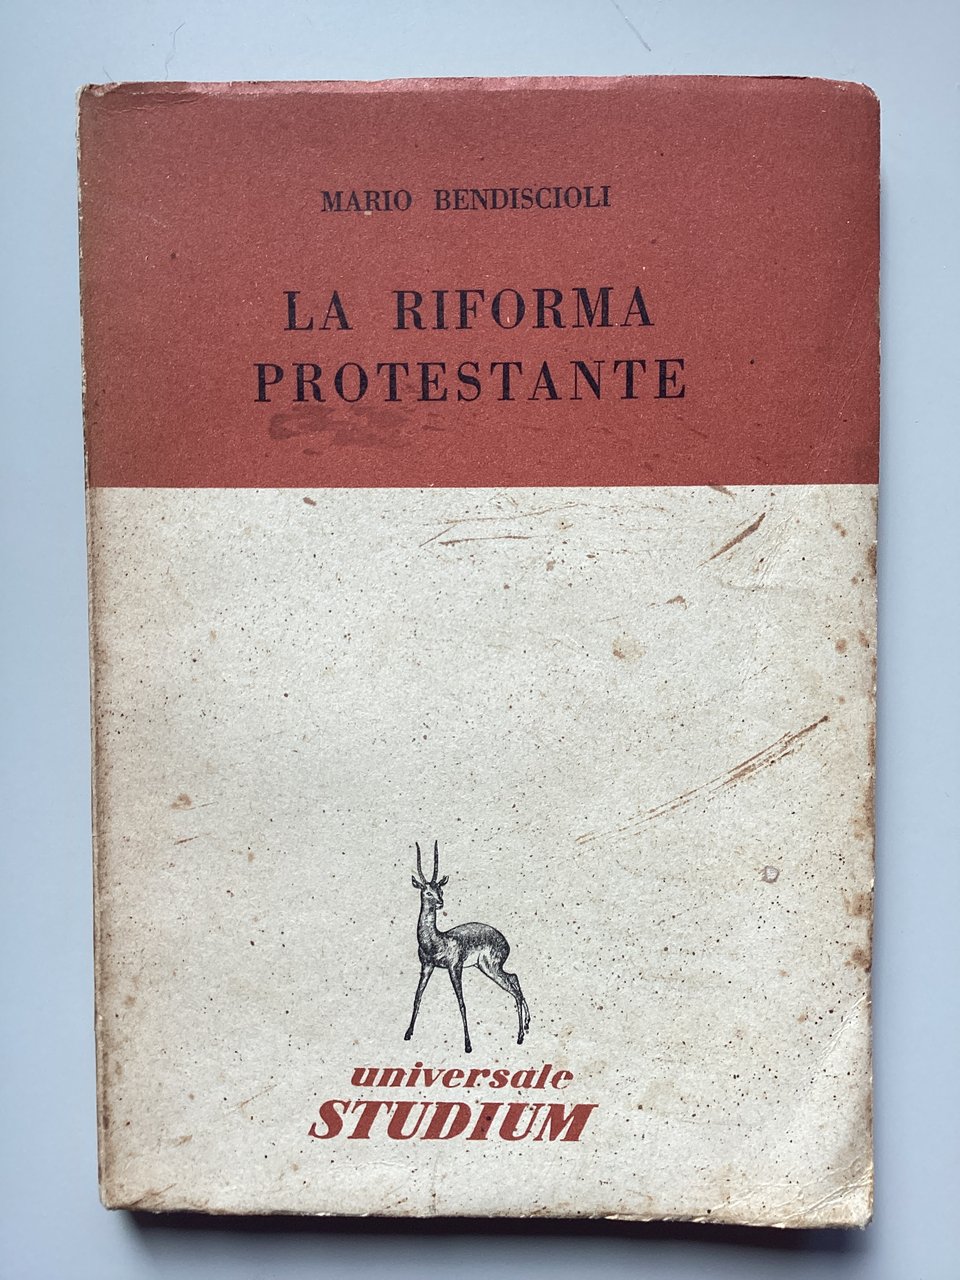 MARIO BENDISCIOLI
LA RIFORMA
PROTESTANTE
universale
STUDIUM